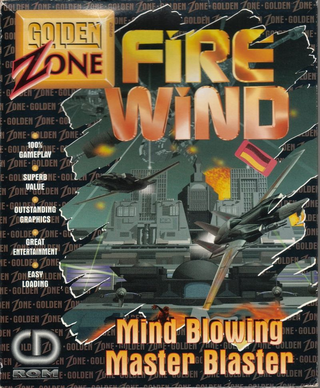 GOLDEN
ZONE
FiRE
WiND
100%
GAMEPLAY
SUPERB
VALUE
OUTSTANDING
GRAPHICS
GREAT
ENTERTAINMENT
EASY
LOADING
CD
ROM
Mind Blowing
Master Blaster